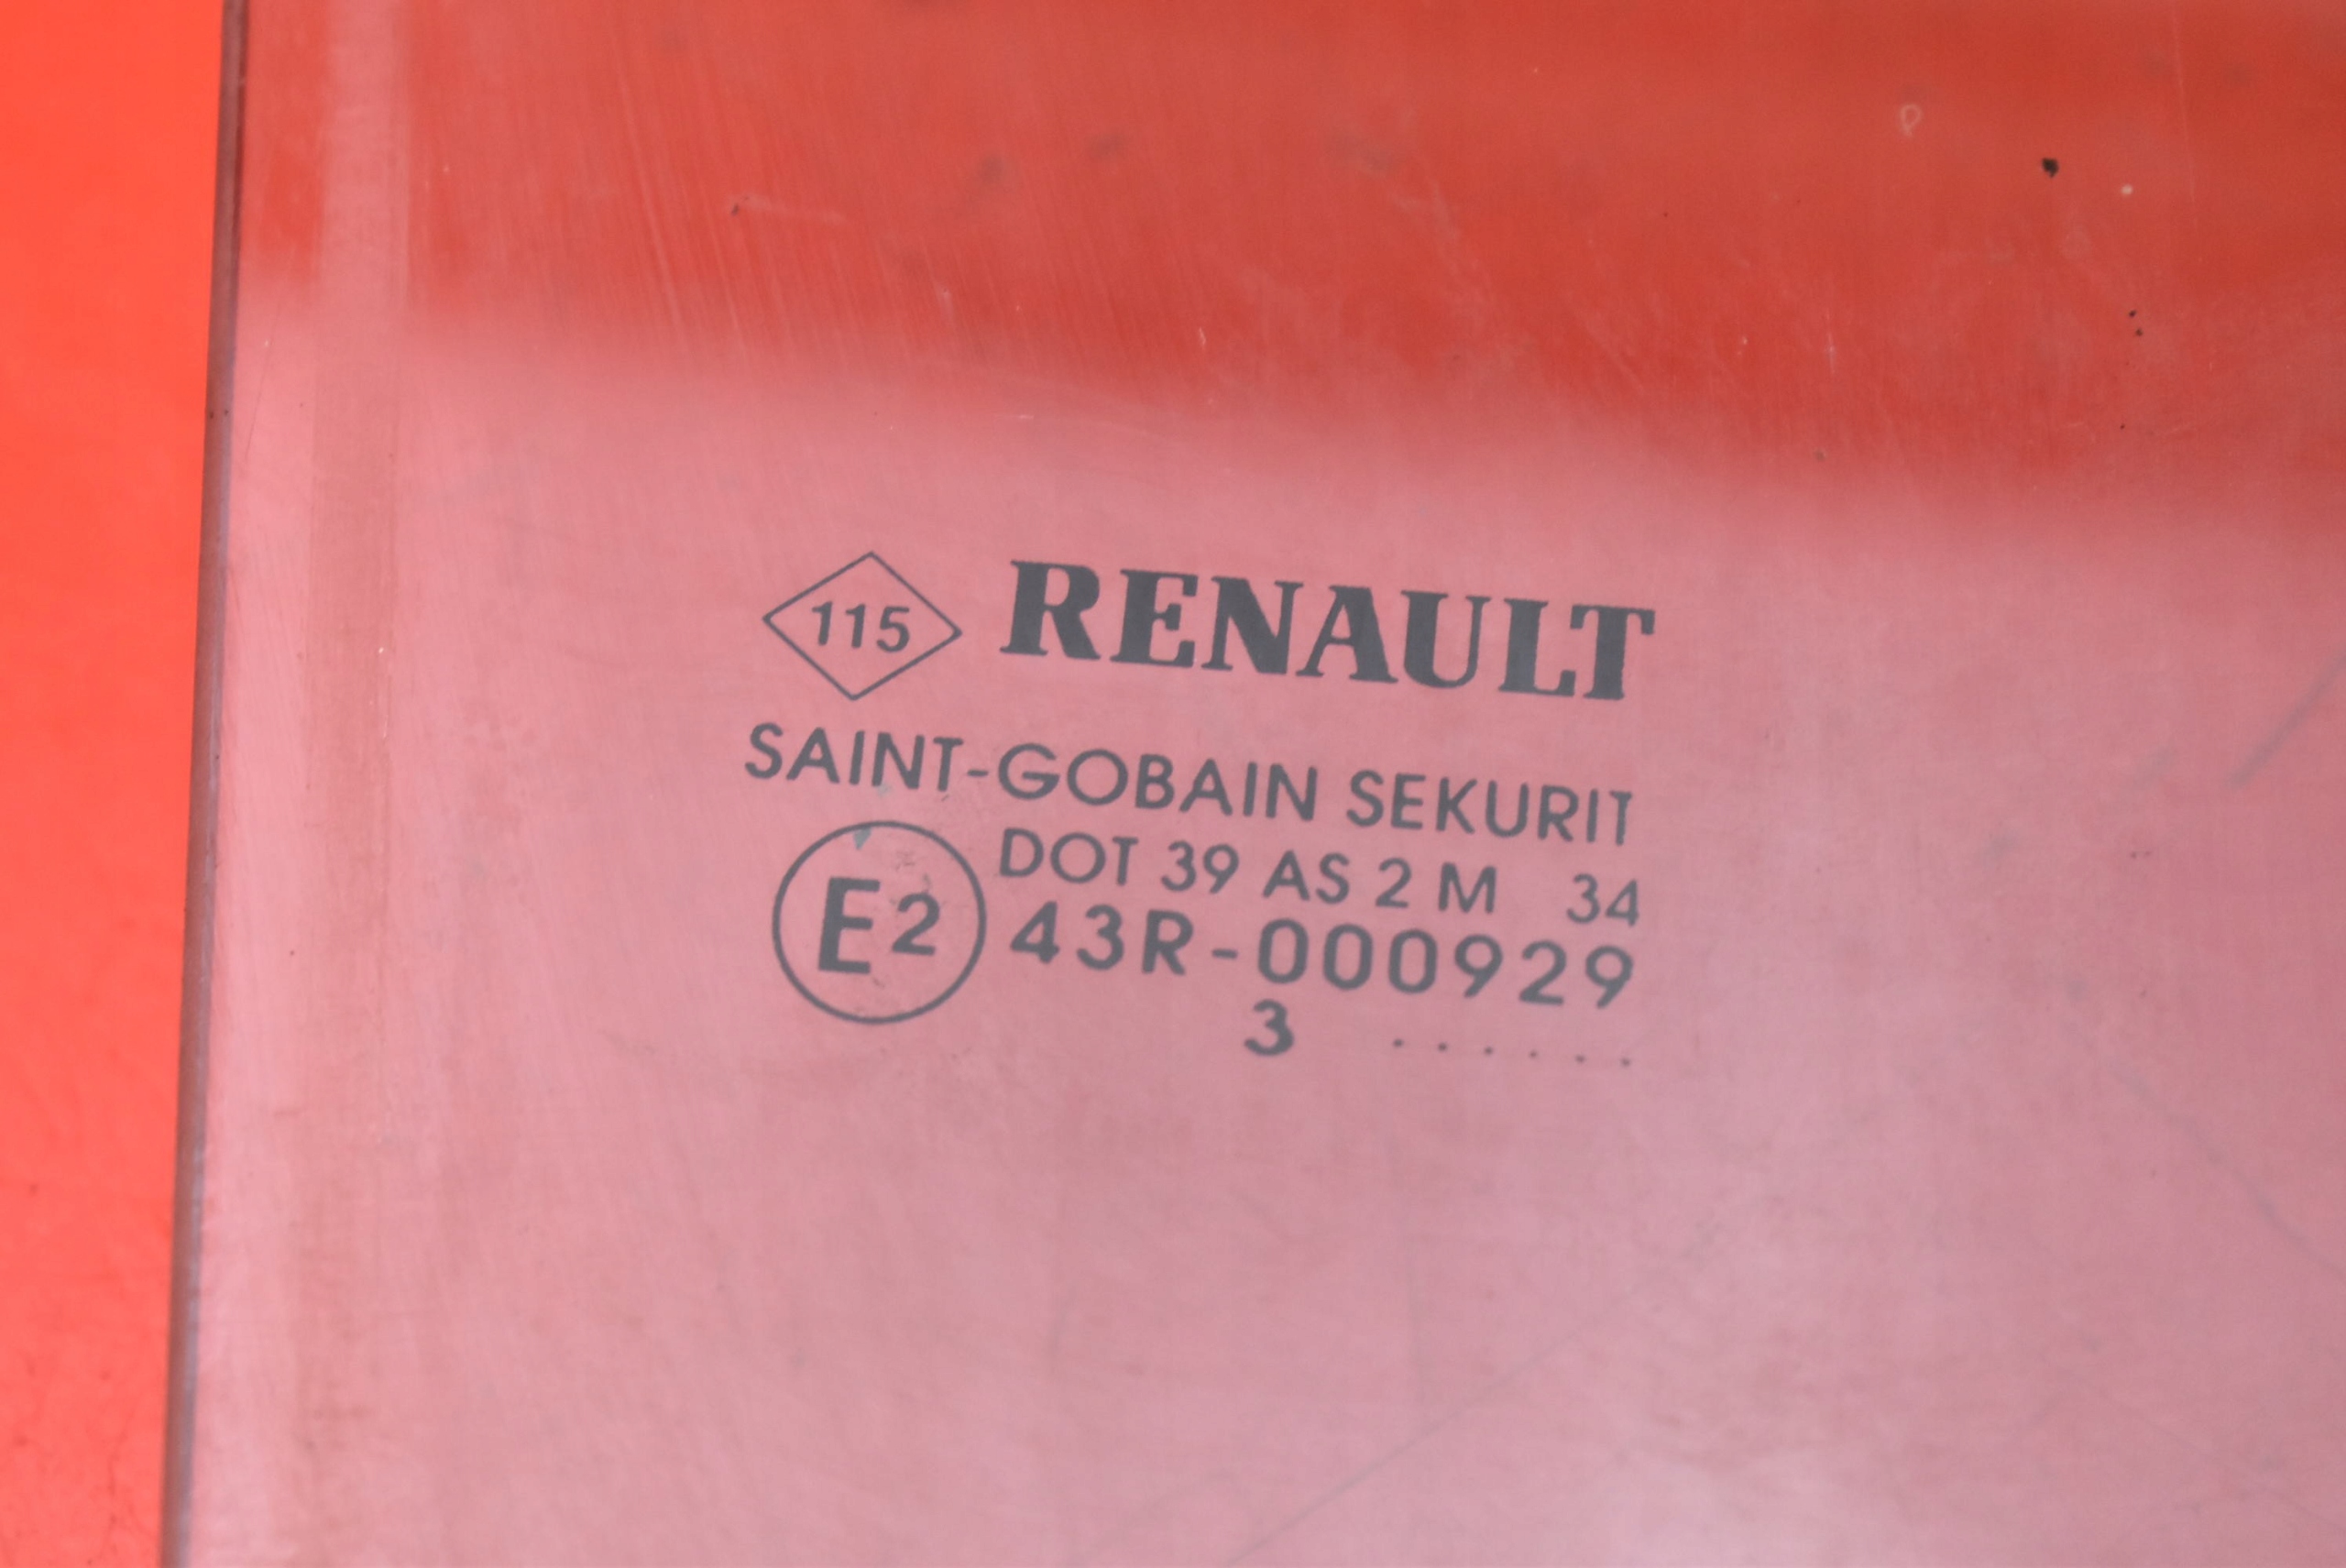 115 RENAULT
SAINT-GOBAIN SEKURIT
DOT 39 AS 2 M 34
E2 43R-000929
3 ......